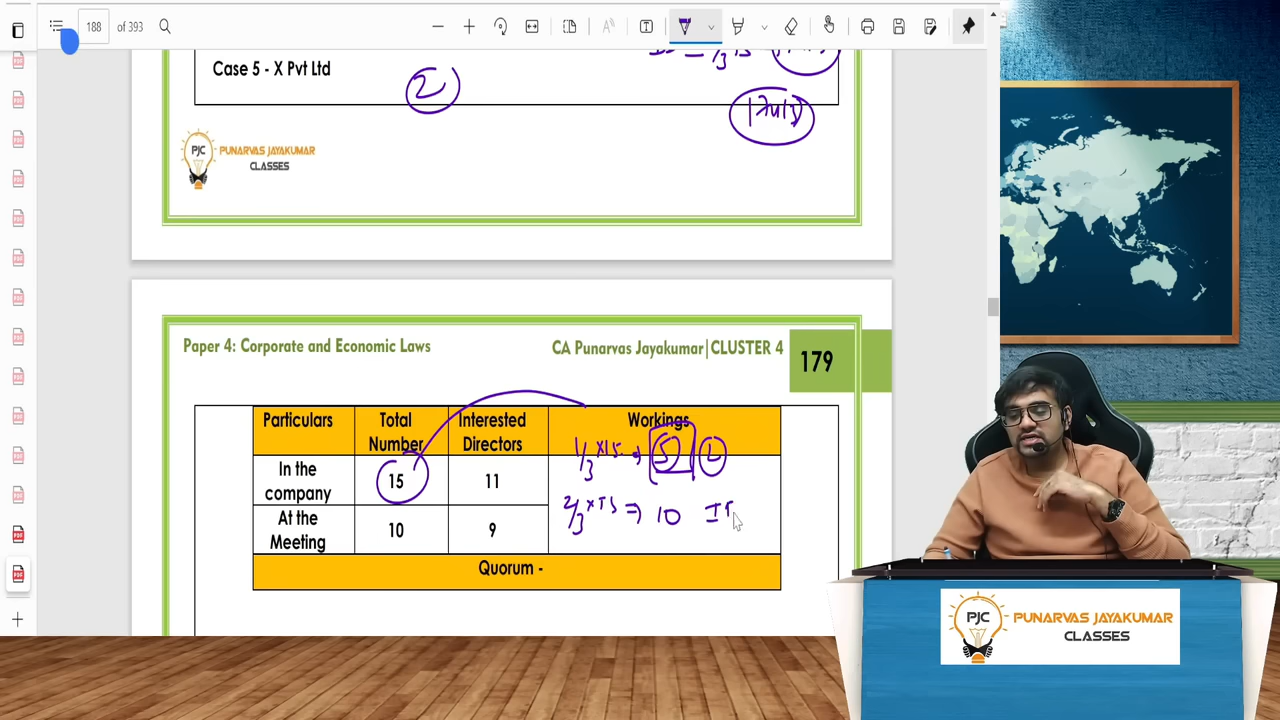 188 of 393
Case 5 - X Pvt Ltd
2
PJC PUNARVAS JAYAKUMAR
CLASSES
Paper 4: Corporate and Economic Laws
CA Punarvas Jayakumar|CLUSTER 4
179
Particulars Total Number Interested Directors Workings
In the company 15 11
1/3 x 15 ⇒ 5
At the Meeting 10 9
2/3 x 15 ⇒ 10
Quorum -
PJC PUNARVAS JAYAKUMAR
CLASSES